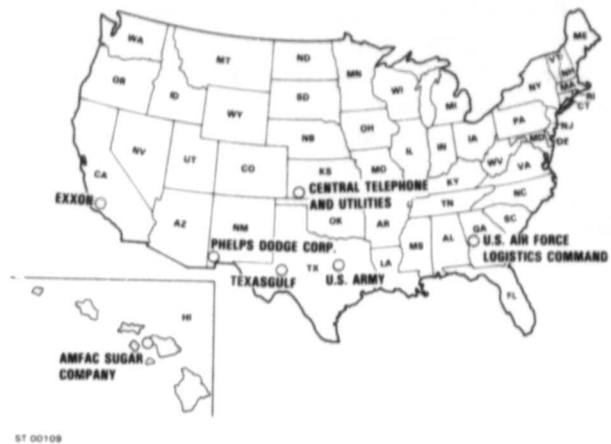 WA
MT
ND
MN
ME
VT
NH
OR
ID
SD
WI
MI
NY
MA
RI
CT
WY
NB
OH
PA
NJ
NV
UT
CO
KS
MO
IL
IN
IA
WV
MD
DE
VA
KY
CA
AZ
NM
OK
AR
TN
NC
SC
MS
AL
GA
LA
TX
FL
EXXON
CENTRAL TELEPHONE
AND UTILITIES
PHELPS DODGE CORP.
TEXASGULF
U.S. ARMY
U.S. AIR FORCE
LOGISTICS COMMAND
HI
AMFAC SUGAR
COMPANY
ST 00109